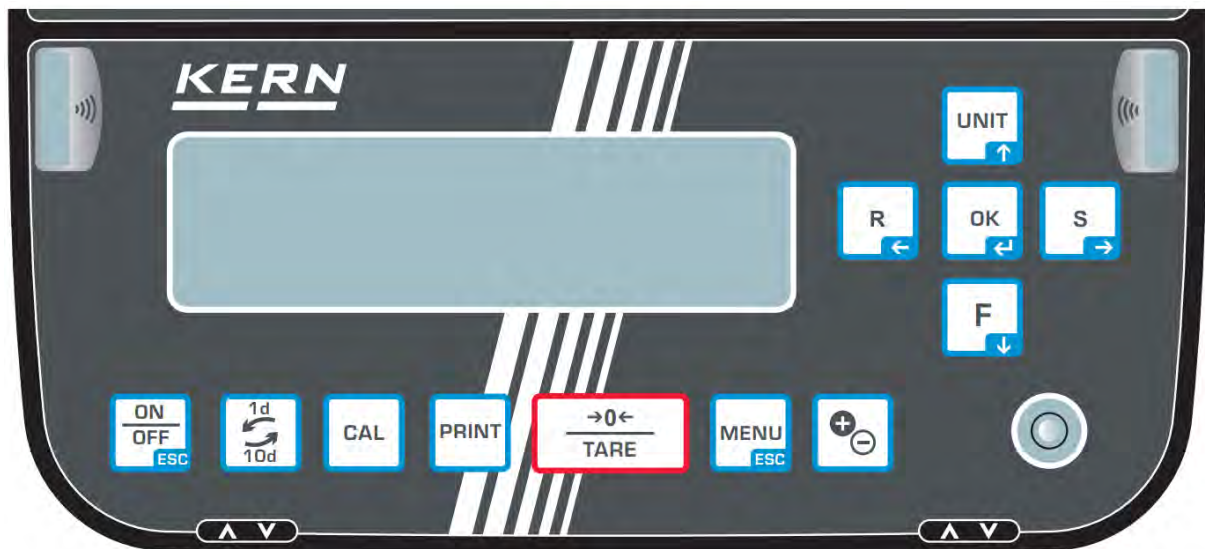 KERN
UNIT
↑
R
←
OK
↵
S
→
F
↓
ON
OFF
ESC
1d
10d
CAL
PRINT
→0←
TARE
MENU
ESC